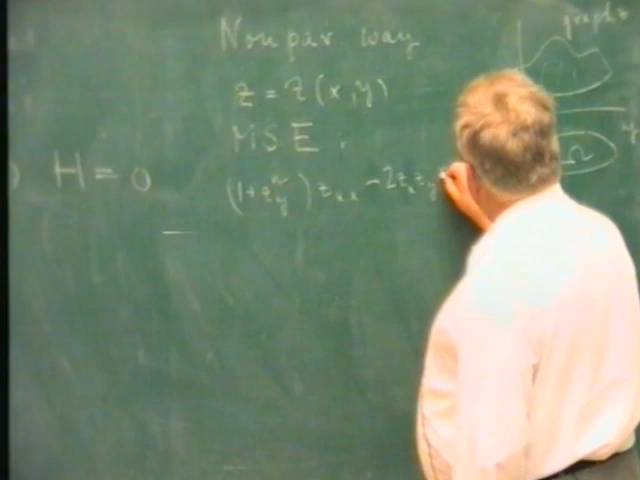 Nonpar. way
z = z(x,y)
MSE.
H = 0
(1+z_y^2) z_xx - 2z_x z_y
graph z
Ω